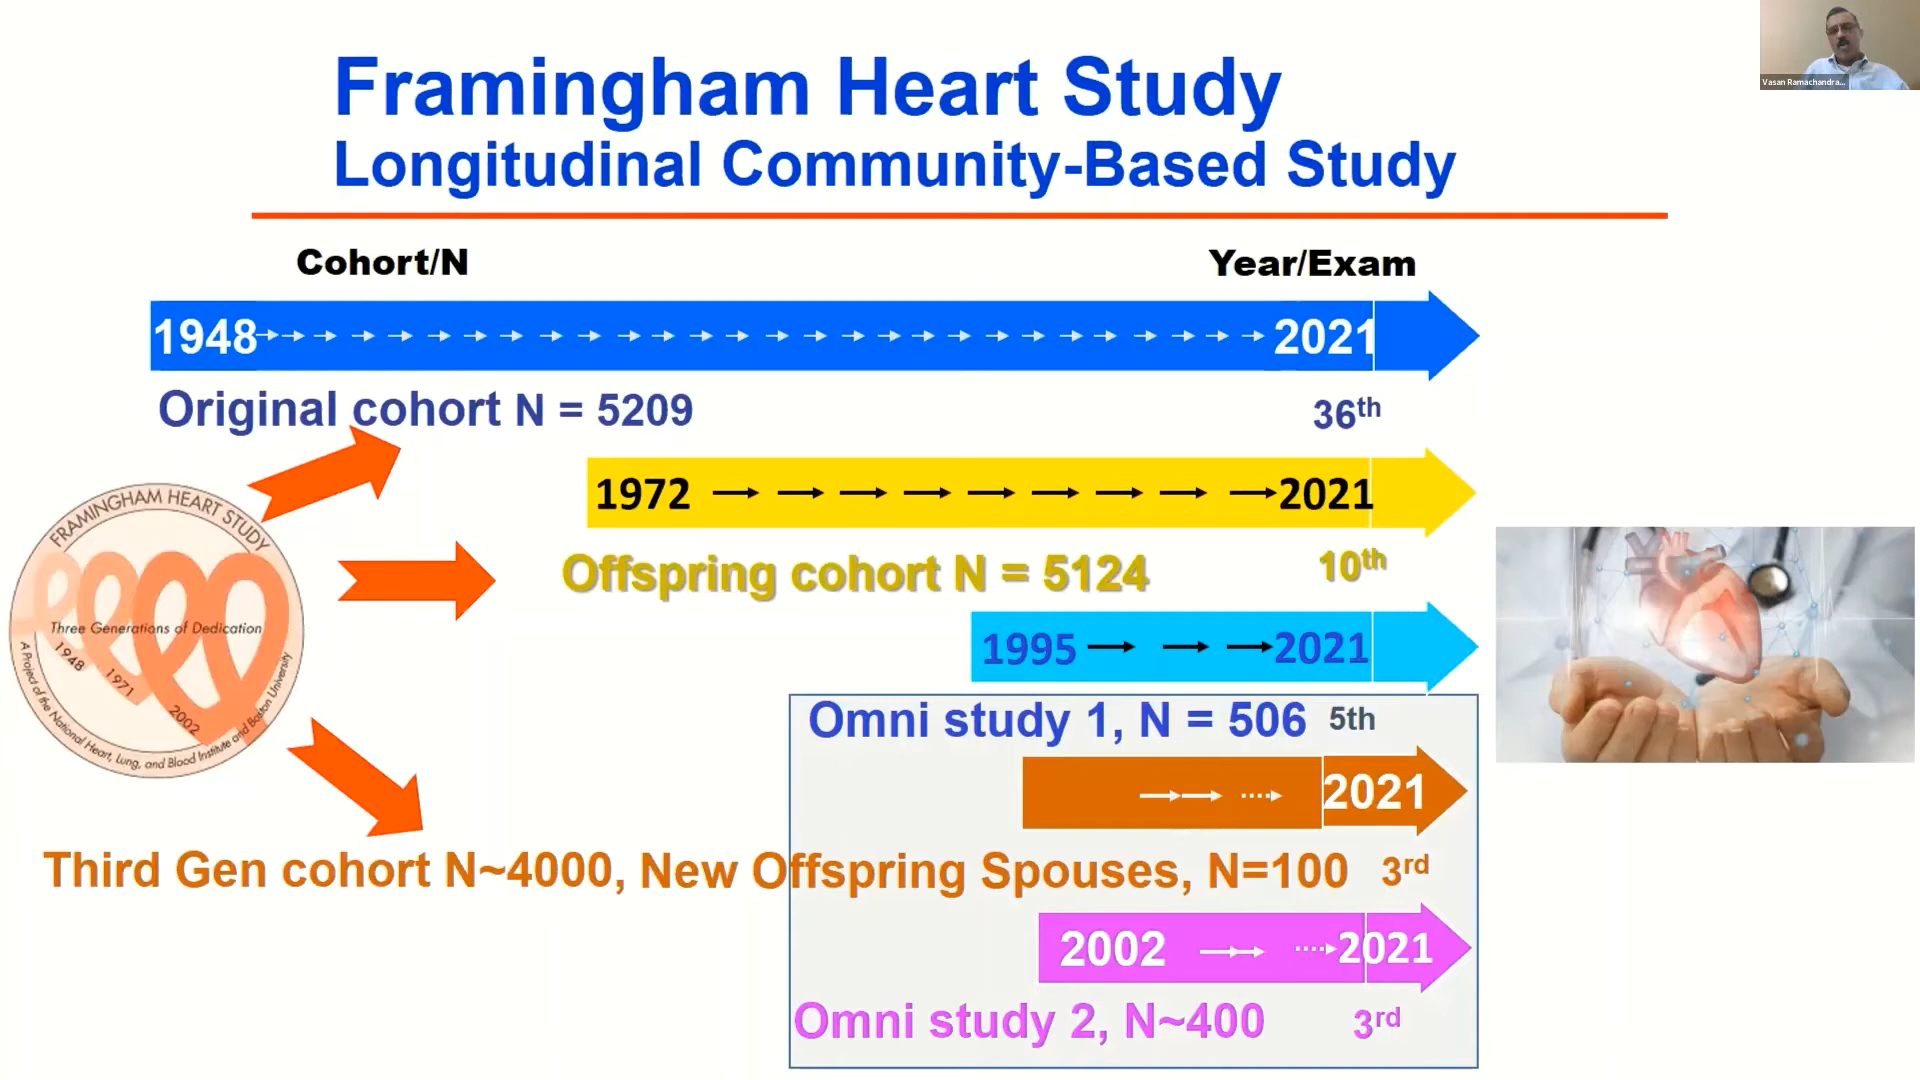 Framingham Heart Study
Longitudinal Community-Based Study
Vasan Ramachandra...
Cohort/N
Year/Exam
1948
2021
Original cohort N = 5209
36th
1972
2021
Offspring cohort N = 5124
10th
1995
2021
Omni study 1, N = 506
5th
2021
Third Gen cohort N~4000, New Offspring Spouses, N=100
3rd
2002
2021
Omni study 2, N~400
3rd
FRAMINGHAM HEART STUDY
Three Generations of Dedication
1948
1971
2002
A Project of the National Heart, Lung, and Blood Institute and Boston University